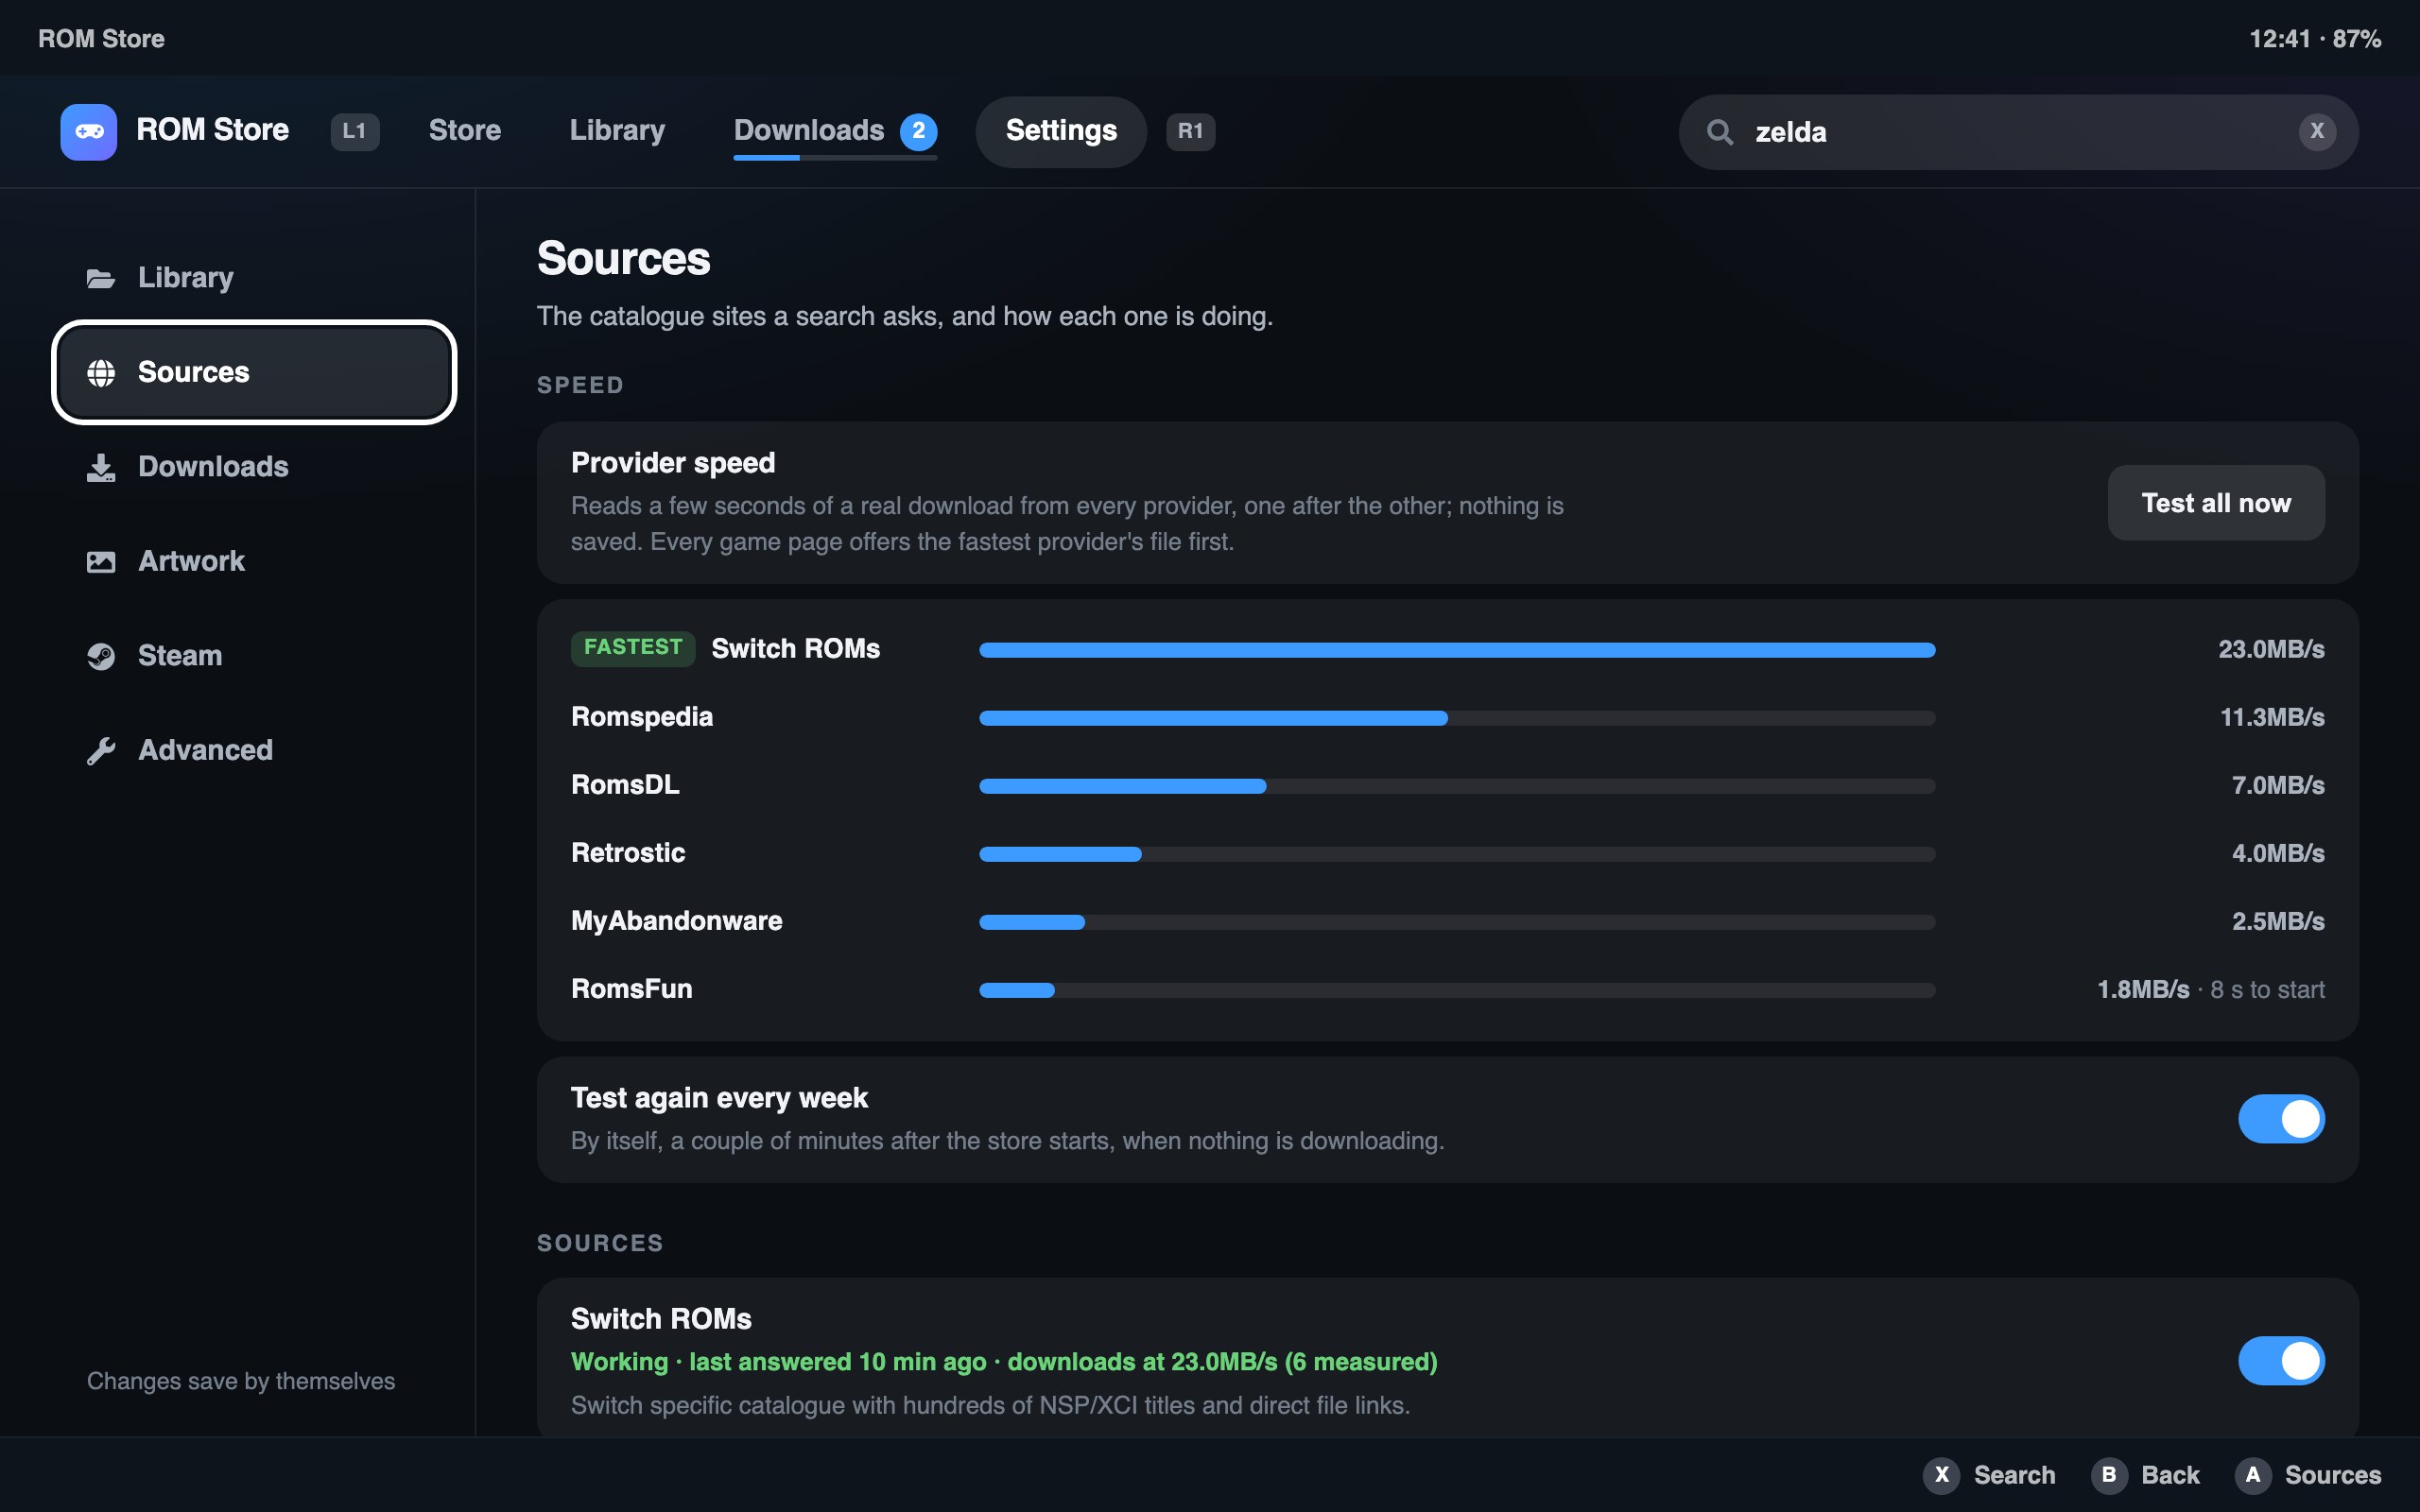 ROM Store
12:41 · 87%
ROM Store
L1
Store
Library
Downloads 2
Settings
R1
zelda
X
Library
Sources
Downloads
Artwork
Steam
Advanced
Changes save by themselves
Sources
The catalogue sites a search asks, and how each one is doing.
SPEED
Provider speed
Reads a few seconds of a real download from every provider, one after the other; nothing is
saved. Every game page offers the fastest provider's file first.
Test all now
FASTEST Switch ROMs 23.0MB/s
Romspedia 11.3MB/s
RomsDL 7.0MB/s
Retrostic 4.0MB/s
MyAbandonware 2.5MB/s
RomsFun 1.8MB/s · 8 s to start
Test again every week
By itself, a couple of minutes after the store starts, when nothing is downloading.
SOURCES
Switch ROMs
Working · last answered 10 min ago · downloads at 23.0MB/s (6 measured)
Switch specific catalogue with hundreds of NSP/XCI titles and direct file links.
X Search B Back A Sources